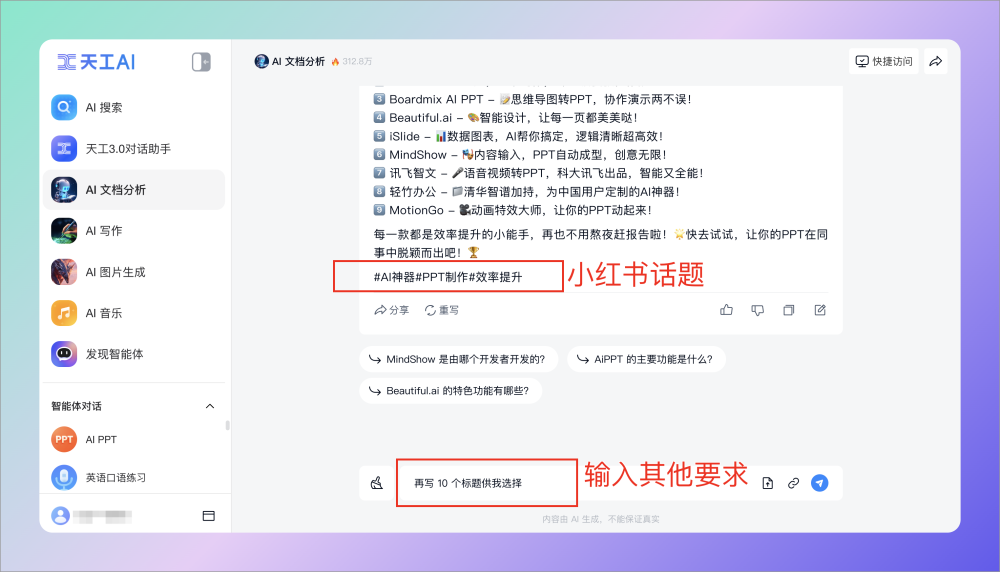 天工AI
AI 搜索
天工3.0对话助手
AI 文档分析
AI 写作
AI 图片生成
AI 音乐
发现智能体
智能体对话
PPT
AI PPT
英语口语练习
AI 文档分析 🔥 312.8万
快捷访问
3️⃣ Boardmix AI PPT – 📝思维导图转PPT，协作演示两不误！
4️⃣ Beautiful.ai – 🎨智能设计，让每一页都美美哒！
5️⃣ iSlide – 📊数据图表，AI帮你搞定，逻辑清晰超高效！
6️⃣ MindShow – 🎭内容输入，PPT自动成型，创意无限！
7️⃣ 讯飞智文 – 🎤语音视频转PPT，科大讯飞出品，智能又全能！
8️⃣ 轻竹办公 – 清华智谱加持，为中国用户定制的AI神器！
9️⃣ MotionGo – 🎥动画特效大师，让你的PPT动起来！
每一款都是效率提升的小能手，再也不用熬夜赶报告啦！🌟快去试试，让你的PPT在同
事中脱颖而出吧！🏆
#AI神器#PPT制作#效率提升
小红书话题
分享 重写
MindShow 是由哪个开发者开发的?
AiPPT 的主要功能是什么?
Beautiful.ai 的特色功能有哪些?
再写 10 个标题供我选择
输入其他要求
内容由 AI 生成，不能保证真实